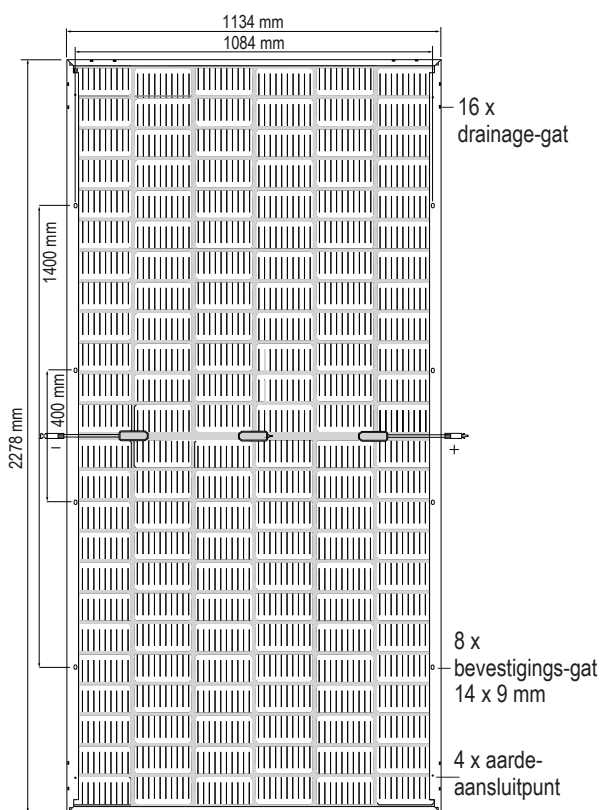 1134 mm
1084 mm
16 x
drainage-gat
1400 mm
400 mm
2278 mm
−
+
8 x
bevestigings-gat
14 x 9 mm
4 x aarde-
aansluitpunt